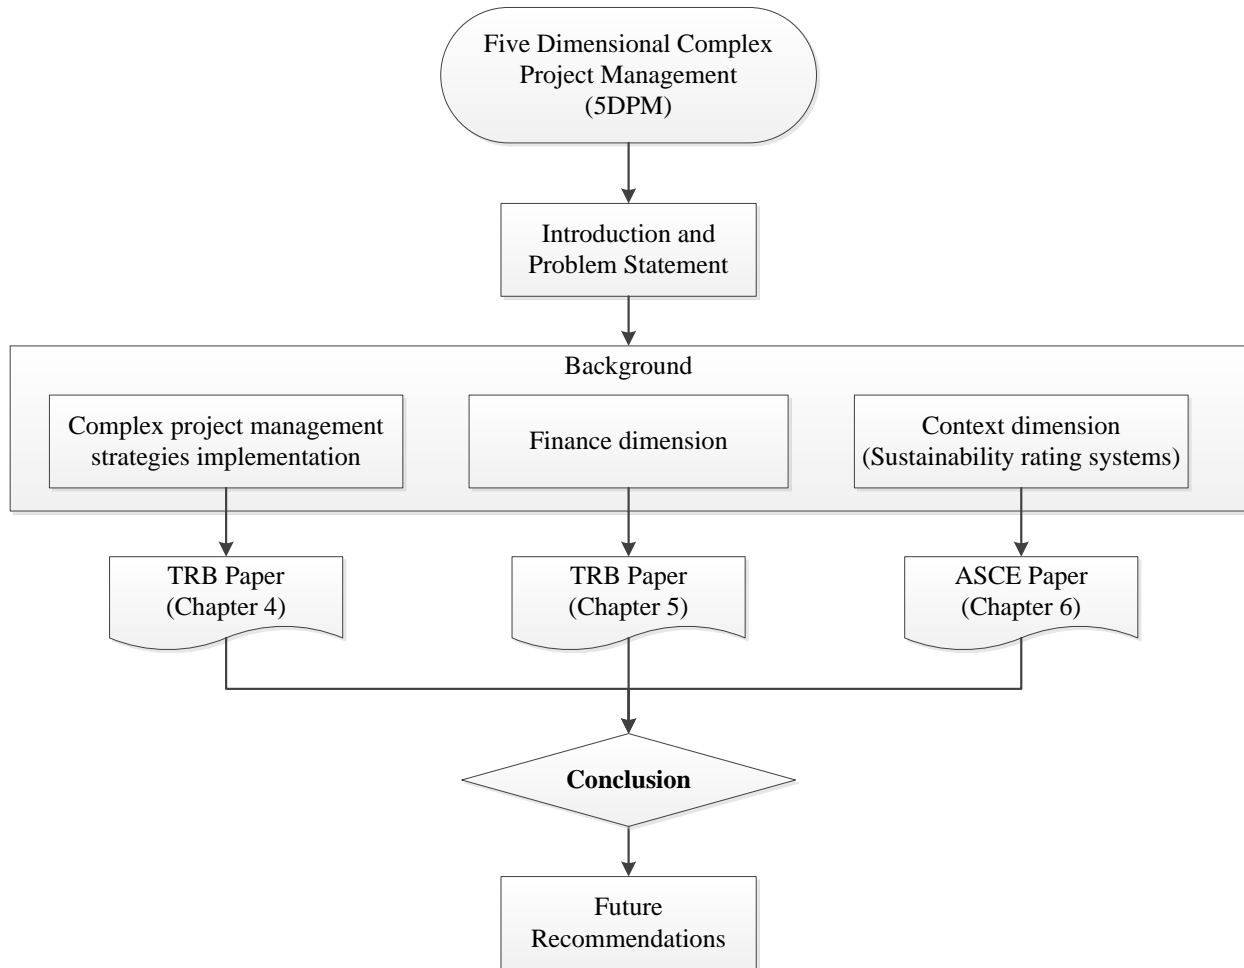 Five Dimensional Complex
Project Management
(5DPM)
Introduction and
Problem Statement
Background
Complex project management
strategies implementation
Finance dimension
Context dimension
(Sustainability rating systems)
TRB Paper
(Chapter 4)
TRB Paper
(Chapter 5)
ASCE Paper
(Chapter 6)
Conclusion
Future
Recommendations